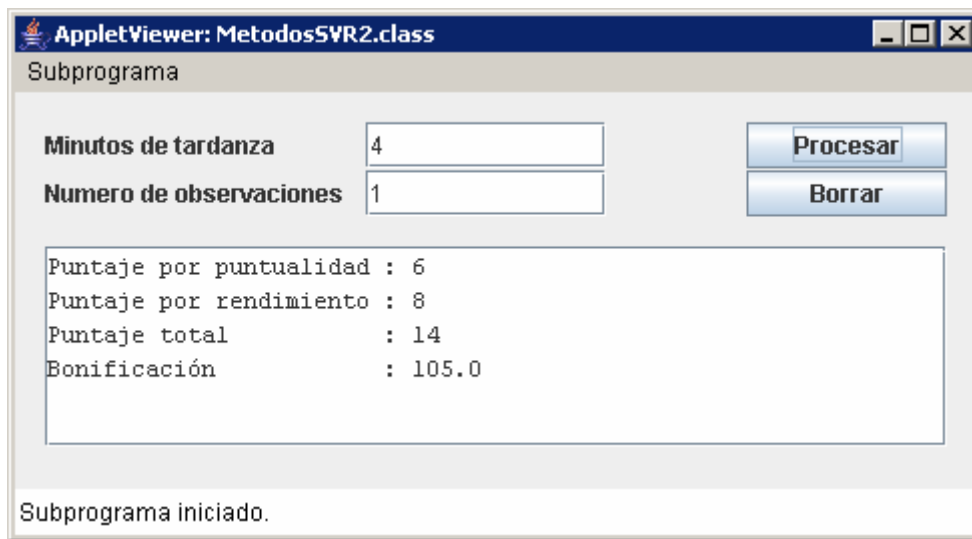 AppletViewer: MetodosSVR2.class
Subprograma
Minutos de tardanza 4 Procesar
Numero de observaciones 1 Borrar
Puntaje por puntualidad : 6
Puntaje por rendimiento : 8
Puntaje total : 14
Bonificación : 105.0
Subprograma iniciado.